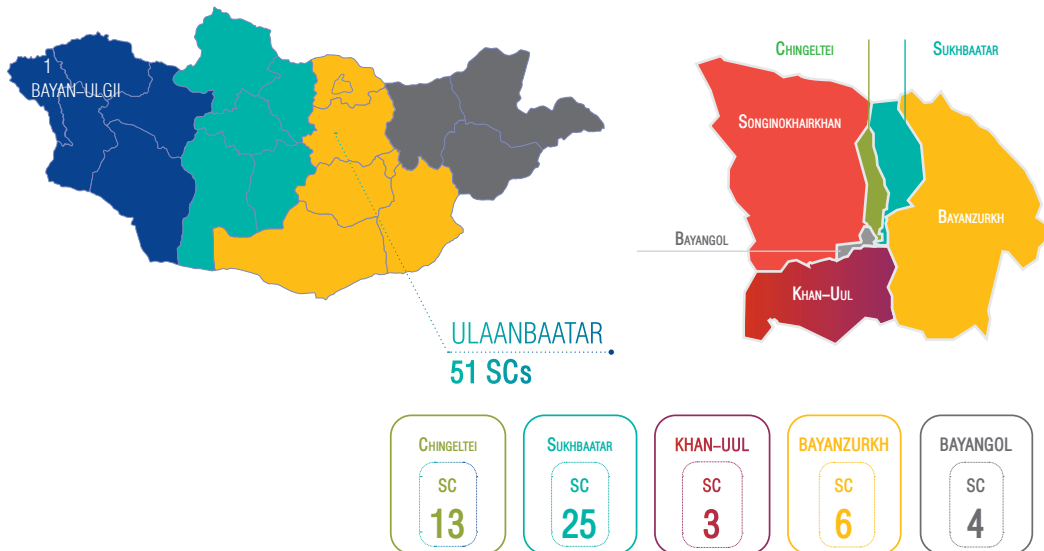 1
BAYAN-ULGII
ULAANBAATAR
51 SCs
CHINGELTEI
SUKHBAATAR
SONGINOKHAIRKHAN
BAYANZURKH
BAYANGOL
KHAN-UUL
CHINGELTEI
SC
13
SUKHBAATAR
SC
25
KHAN-UUL
SC
3
BAYANZURKH
SC
6
BAYANGOL
SC
4